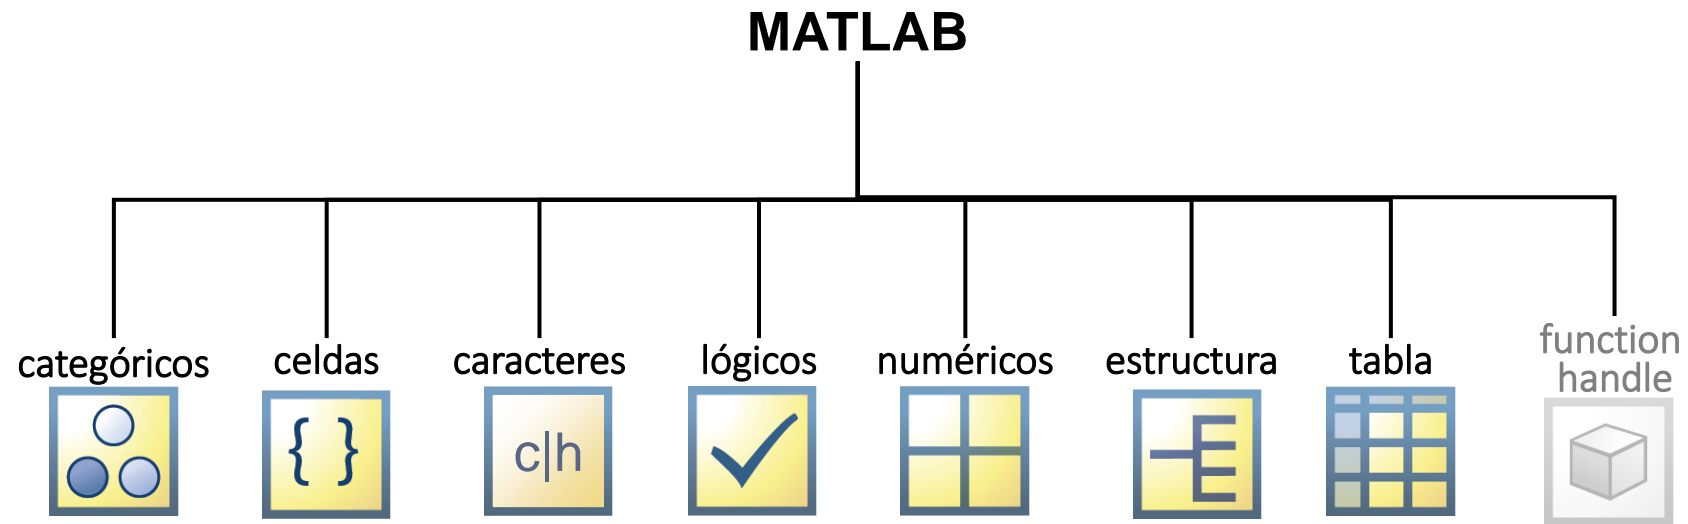 MATLAB
categóricos
celdas
caracteres
lógicos
numéricos
estructura
tabla
function
handle
{ }
c|h